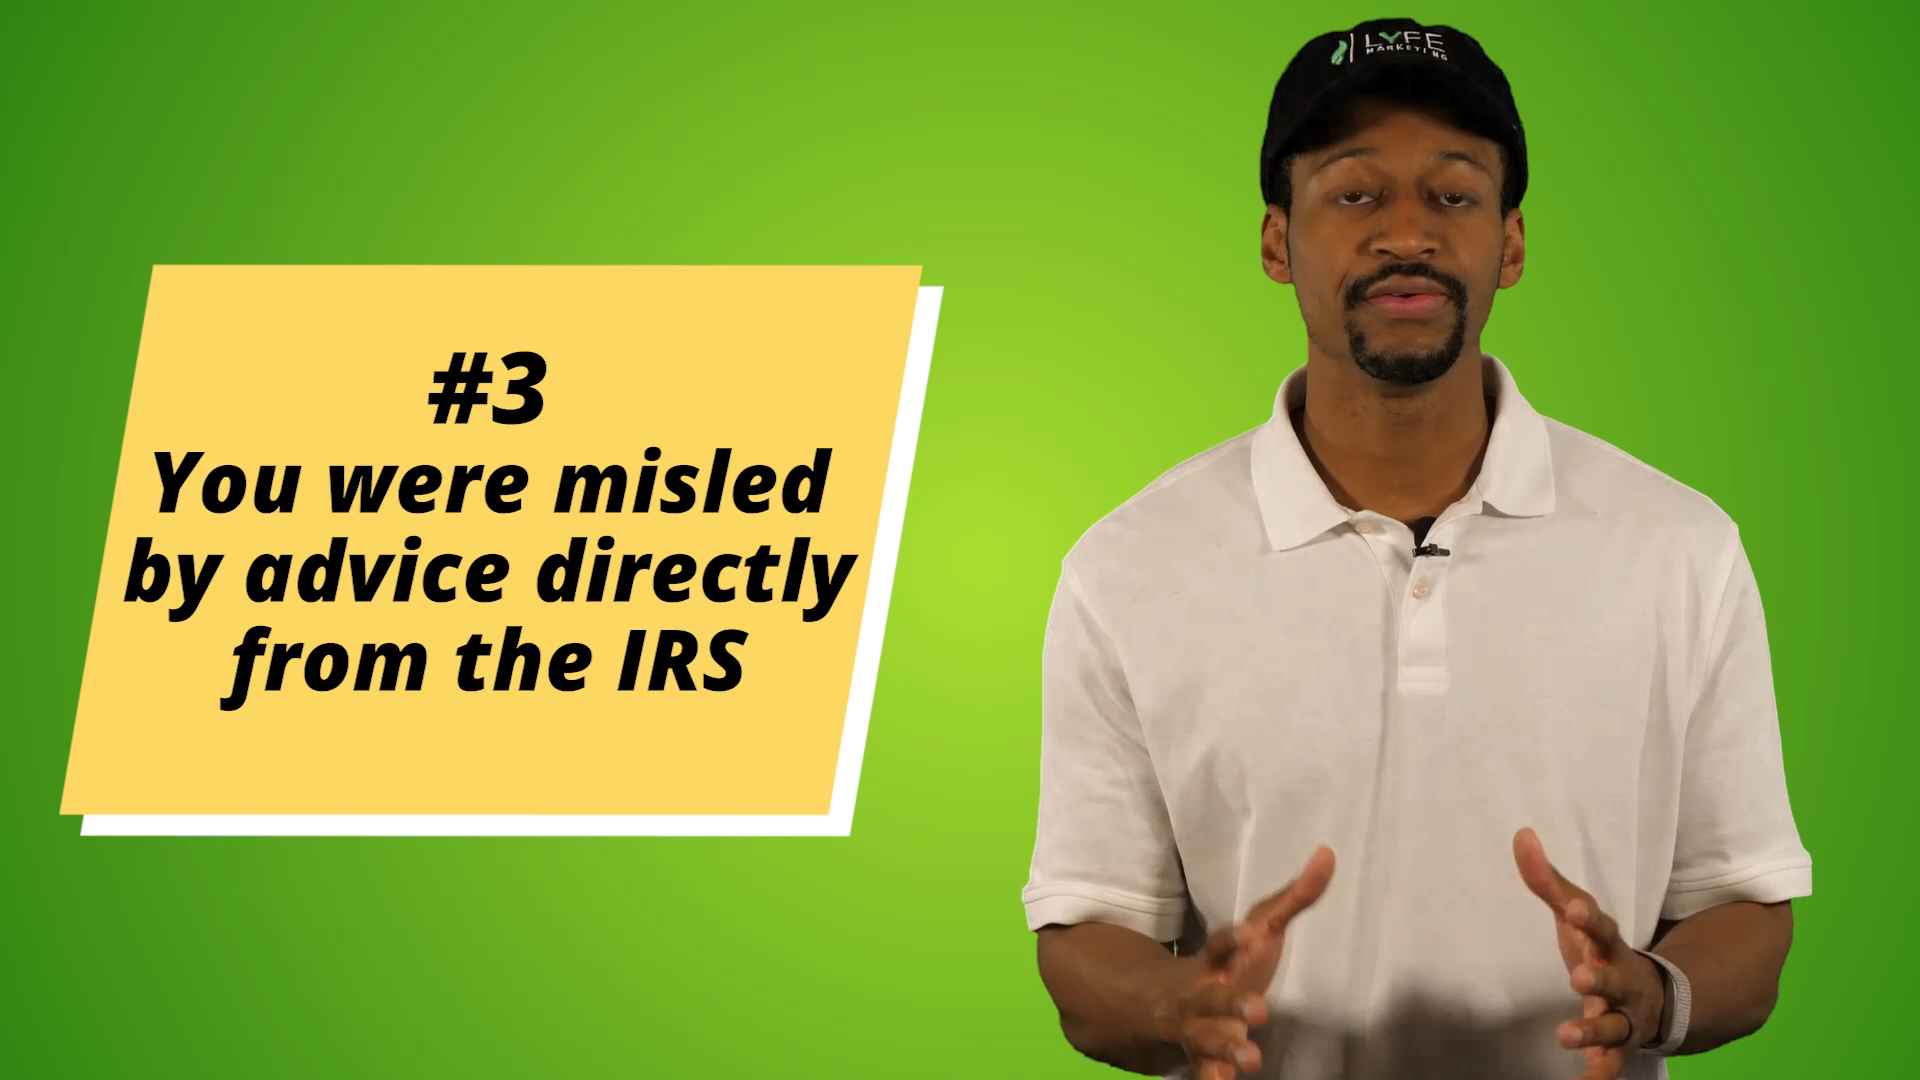 LYFE
MARKETING
#3
You were misled
by advice directly
from the IRS